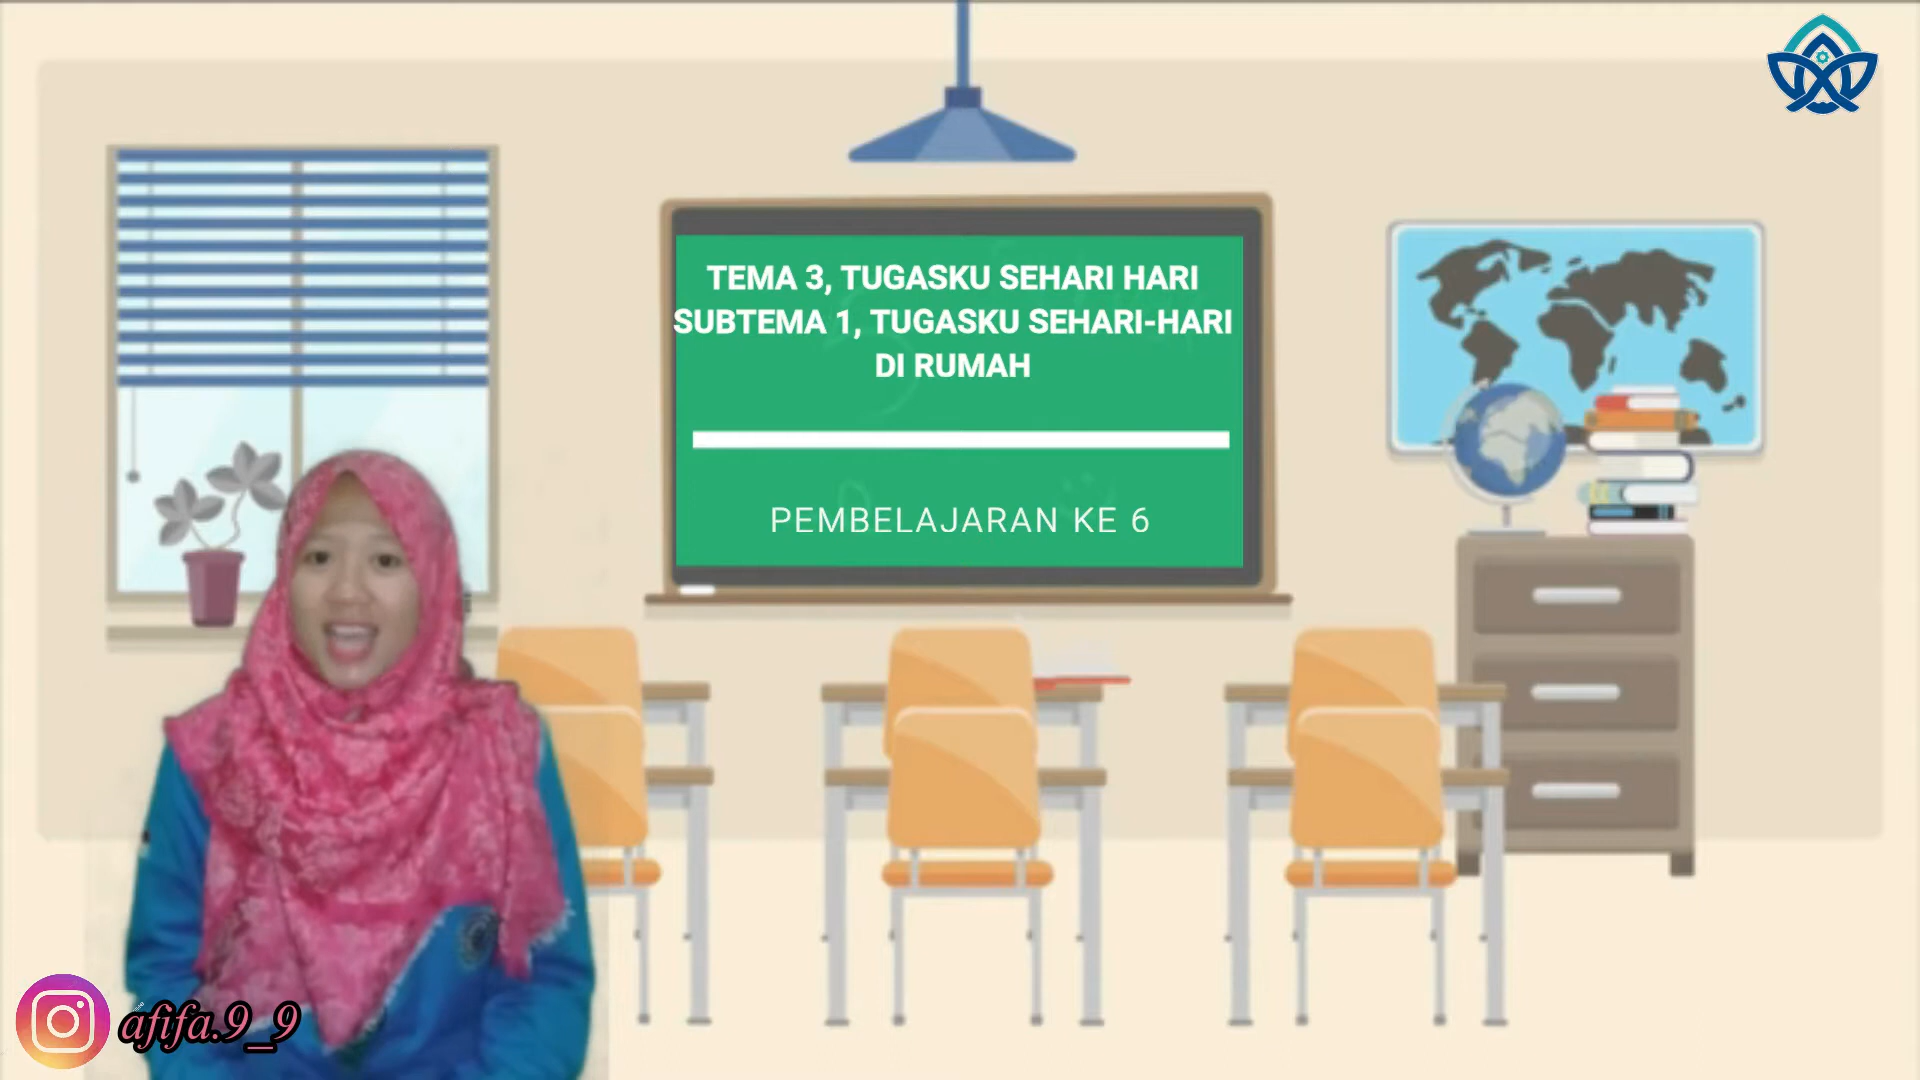 TEMA 3, TUGASKU SEHARI HARI
SUBTEMA 1, TUGASKU SEHARI-HARI
DI RUMAH
PEMBELAJARAN KE 6
afifa.9_9